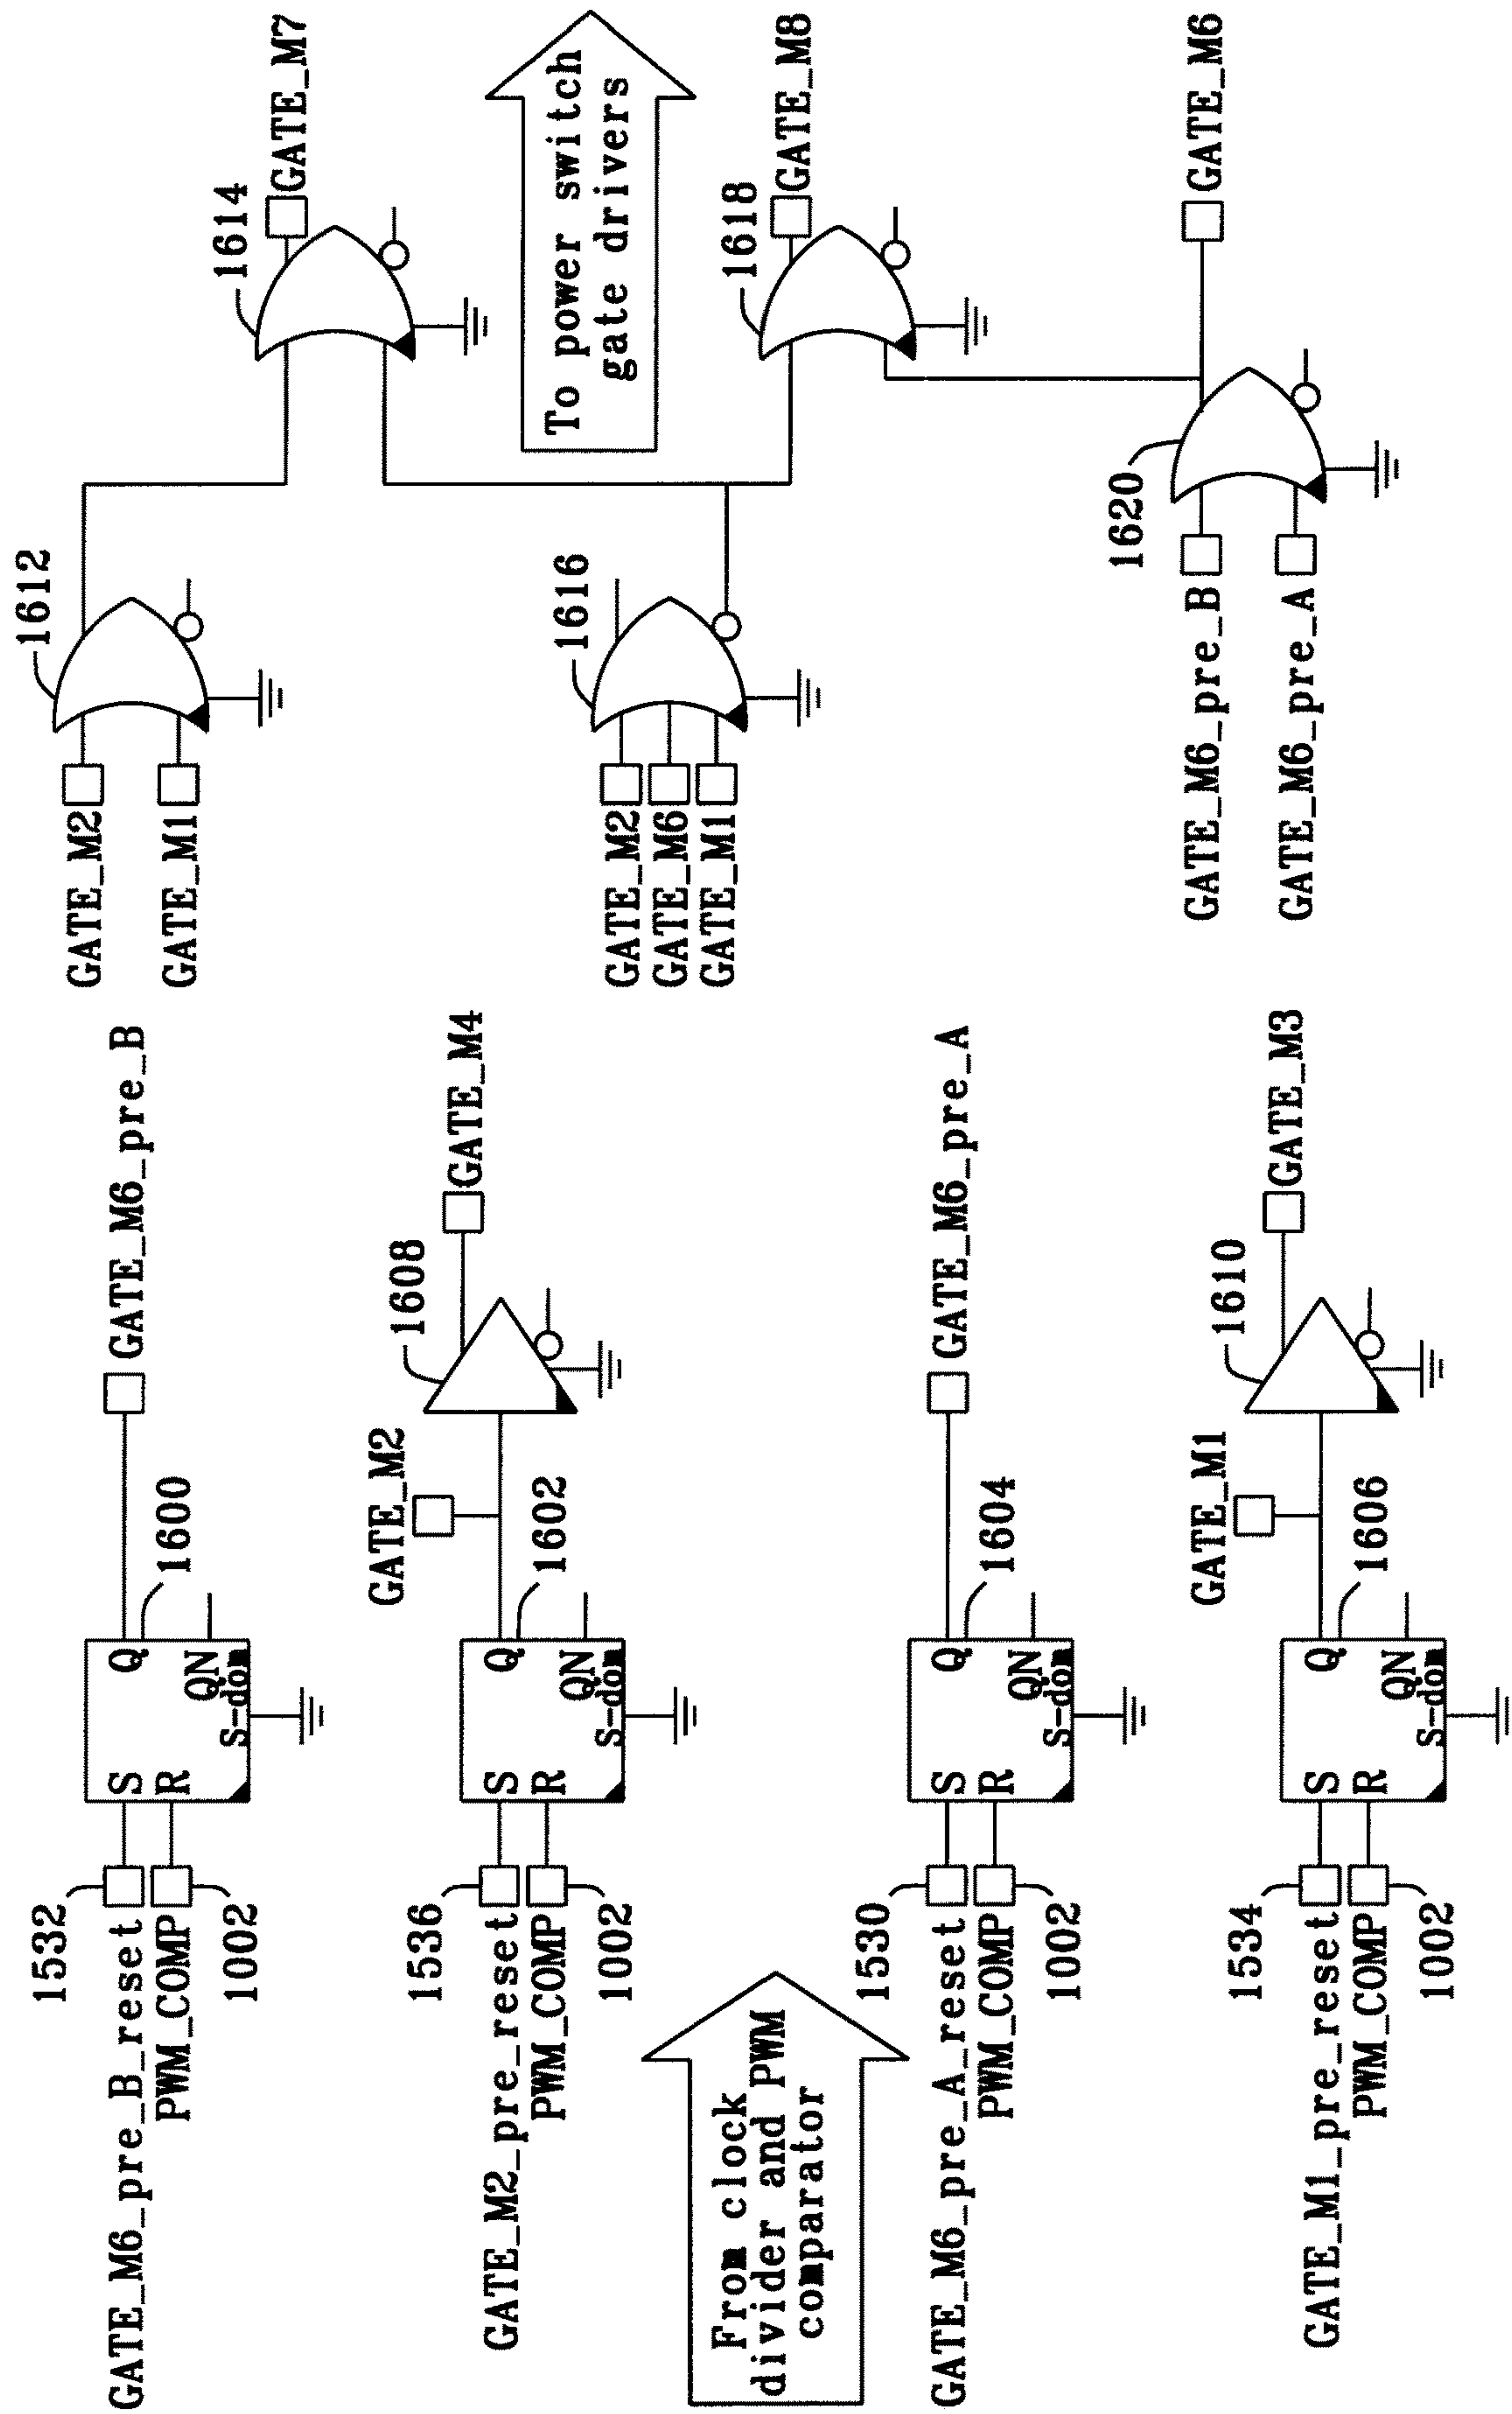 1532
GATE_M6_pre_B_reset
PWM_COMP
1002
S
R
Q
QN
S-dom
1600
GATE_M6_pre_B
1536
GATE_M2_pre_reset
PWM_COMP
1002
S
R
Q
QN
S-dom
1602
GATE_M2
1608
GATE_M4
From clock
divider and PWM
comparator
1530
GATE_M6_pre_A_reset
PWM_COMP
1002
S
R
Q
QN
S-dom
1604
GATE_M6_pre_A
1534
GATE_M1_pre_reset
PWM_COMP
1002
S
R
Q
QN
S-dom
1606
GATE_M1
1610
GATE_M3
GATE_M2
GATE_M1
1612
1614
GATE_M7
To power switch
gate drivers
GATE_M2
GATE_M6
GATE_M1
1616
1618
GATE_M8
GATE_M6_pre_B
GATE_M6_pre_A
1620
GATE_M6